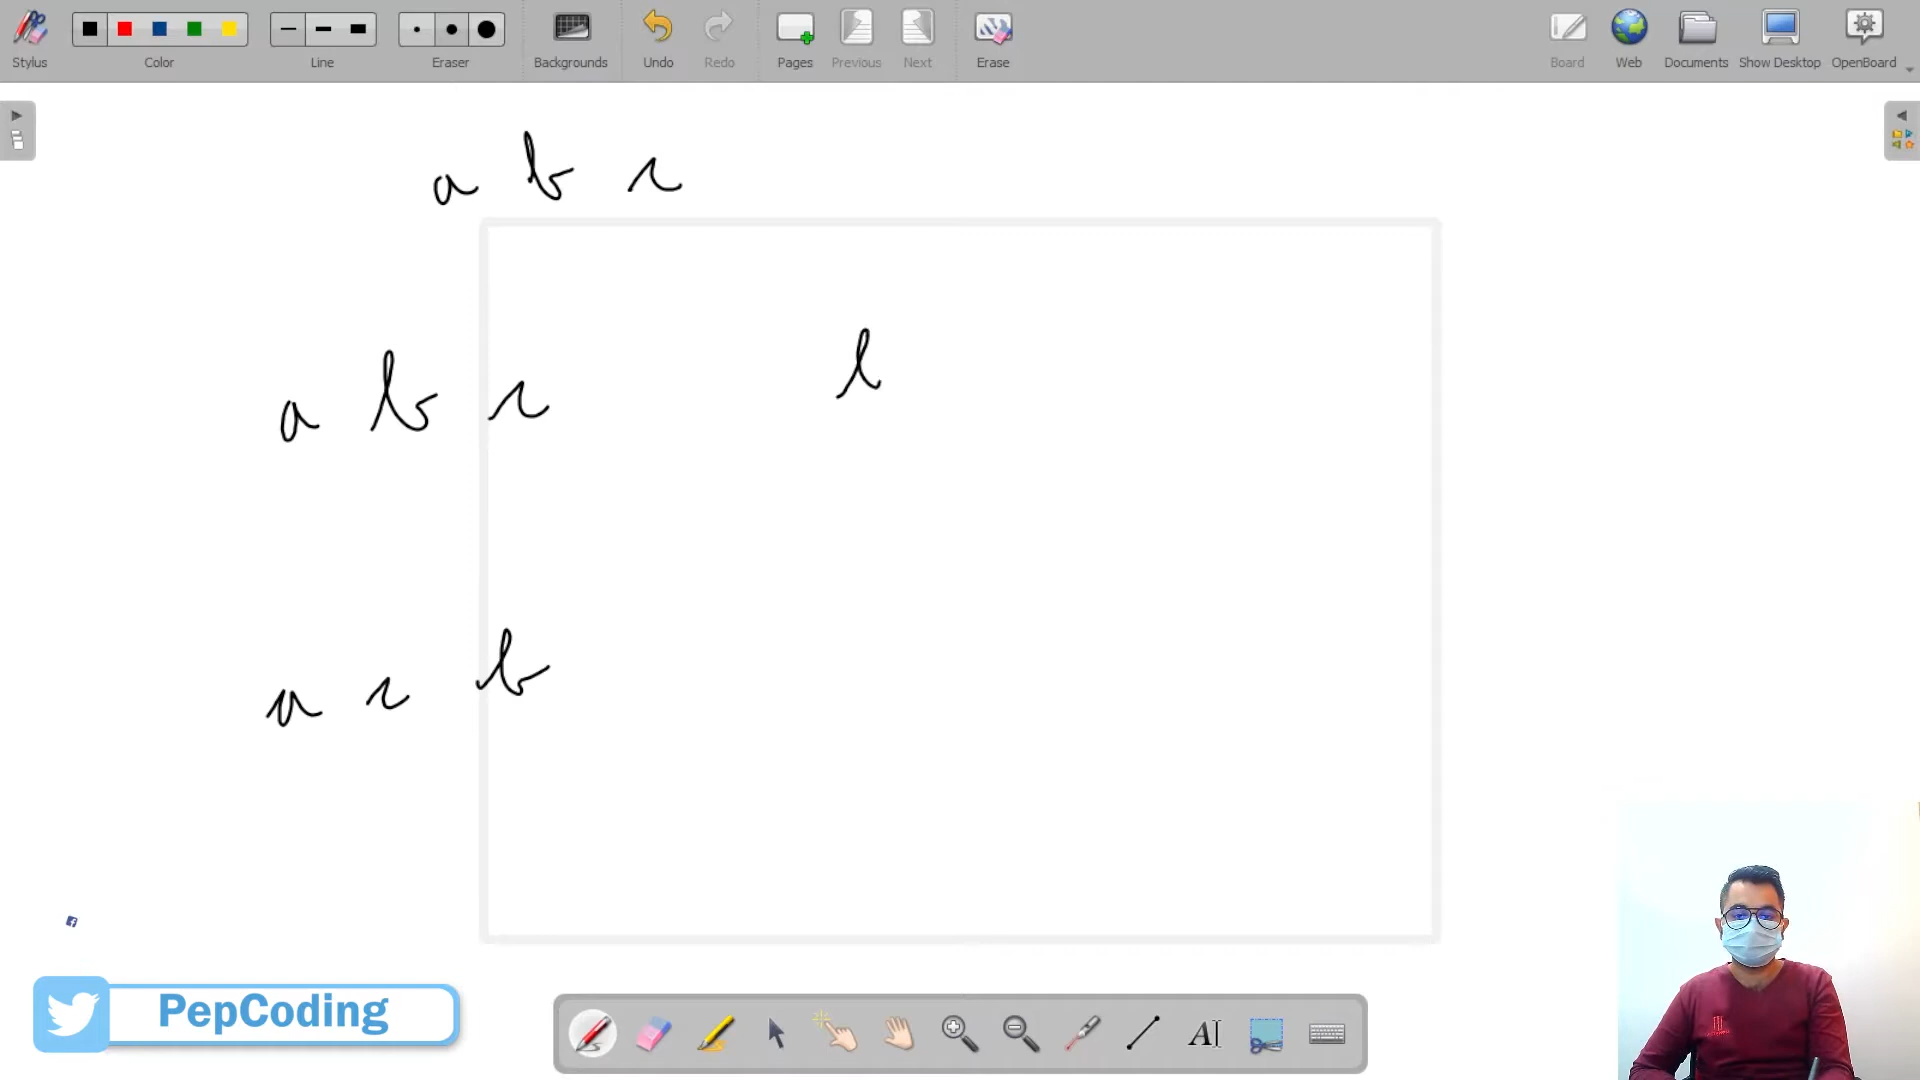 Stylus Color Line Eraser Backgrounds Undo Redo Pages Previous Next Erase Board Web Documents Show Desktop OpenBoard
a b c
a b c
b
a c b
PepCoding